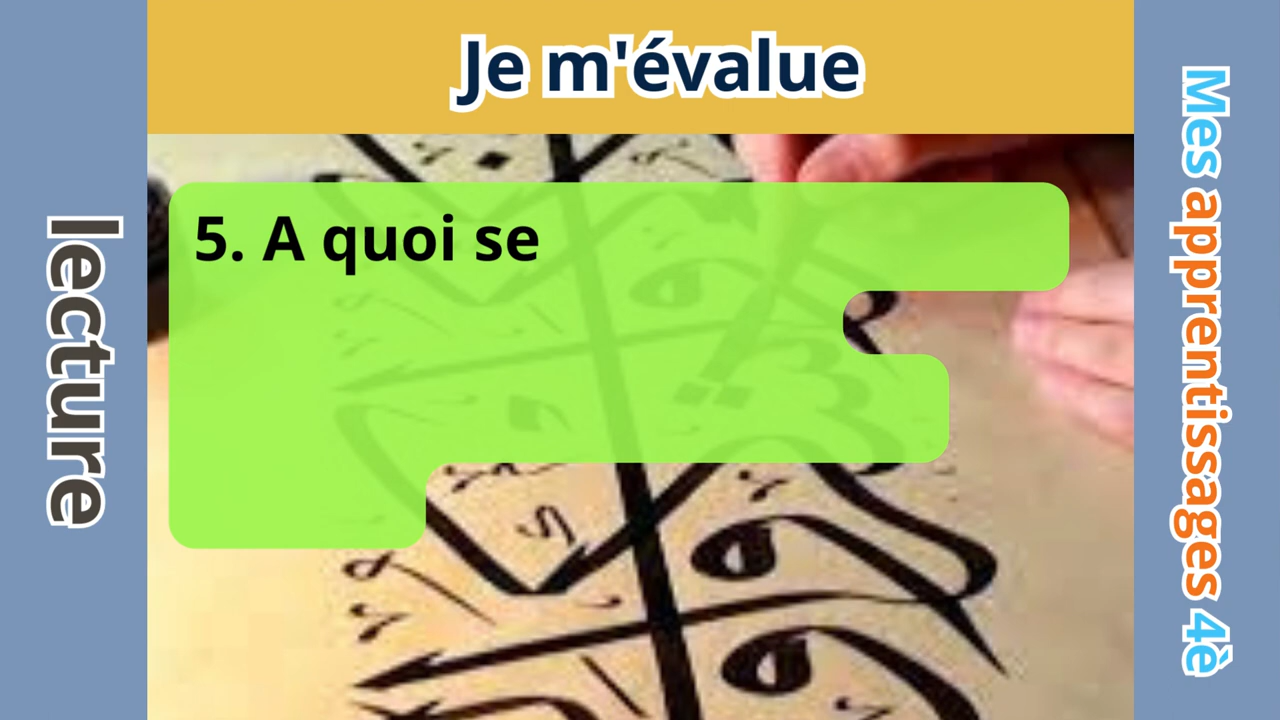 Je m'évalue
5. A quoi se
lecture
Mes apprentissages 4è